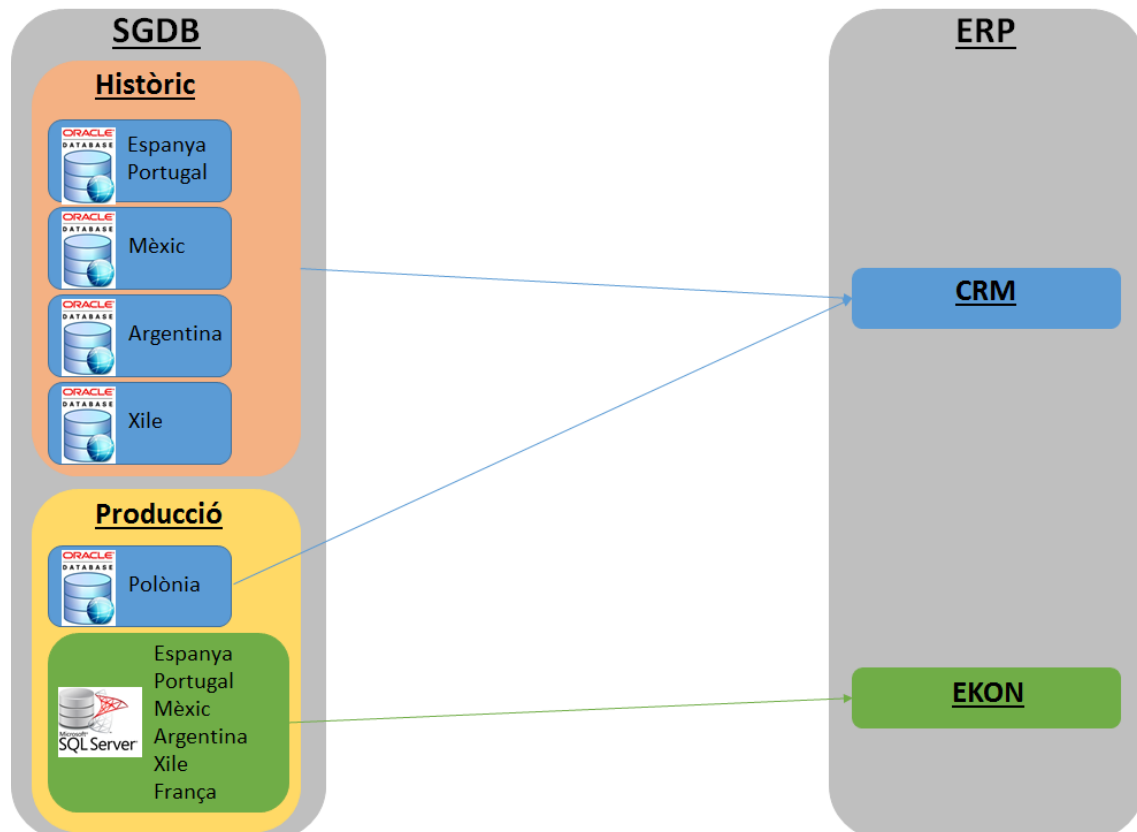 SGDB
Històric
ORACLE
DATABASE
Espanya
Portugal
ORACLE
DATABASE
Mèxic
ORACLE
DATABASE
Argentina
ORACLE
DATABASE
Xile
Producció
ORACLE
DATABASE
Polònia
Microsoft
SQL Server
Espanya
Portugal
Mèxic
Argentina
Xile
França
ERP
CRM
EKON